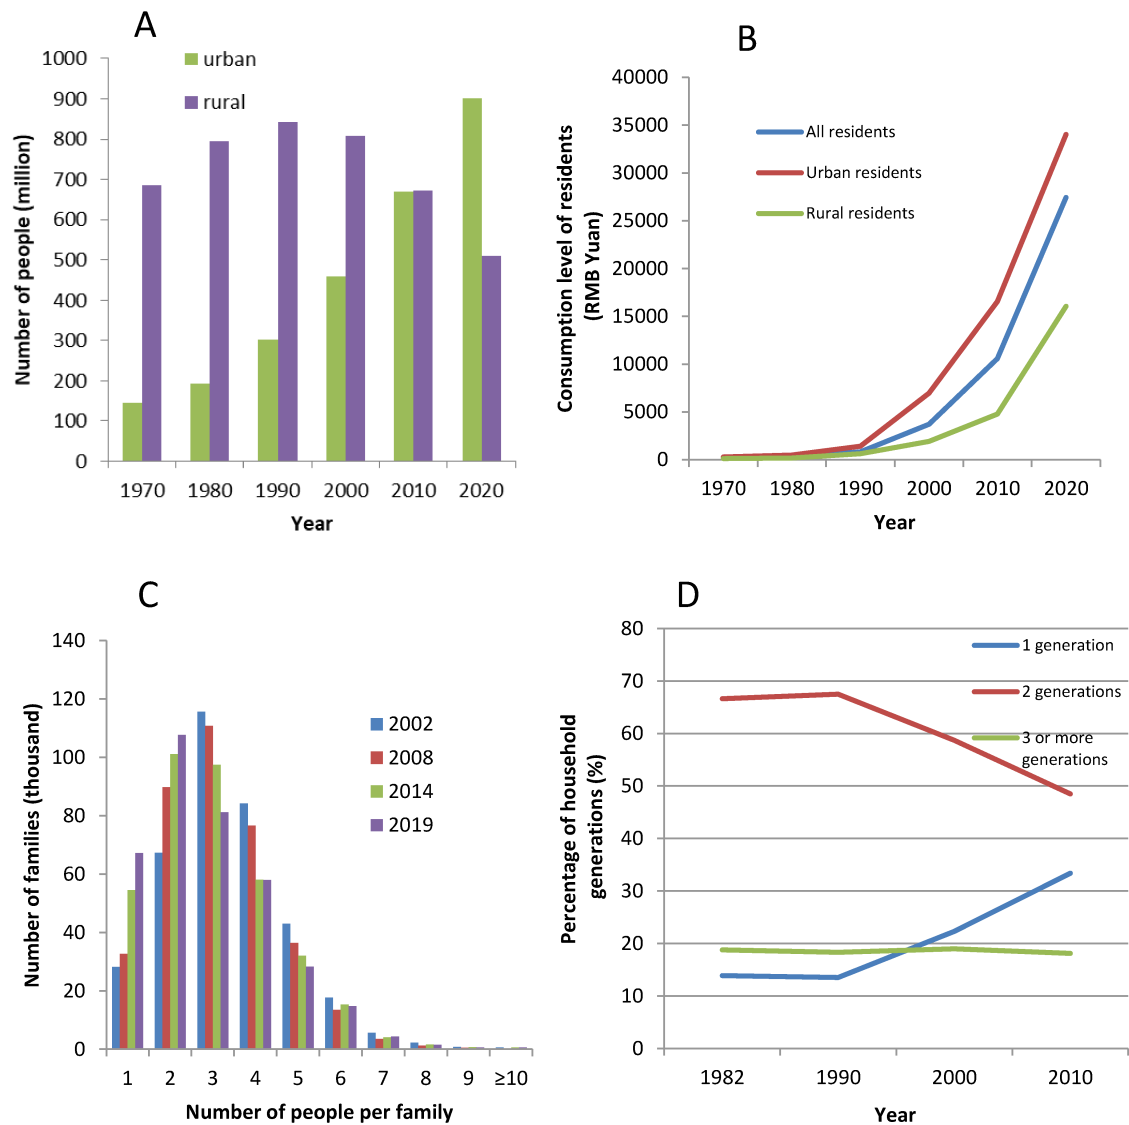 A
1000
900
800
700
600
500
400
300
200
100
0
Number of people (million)
urban
rural
1970 1980 1990 2000 2010 2020
Year
B
40000
35000
30000
25000
20000
15000
10000
5000
0
Consumption level of residents
(RMB Yuan)
All residents
Urban residents
Rural residents
1970 1980 1990 2000 2010 2020
Year
C
140
120
100
80
60
40
20
0
Number of families (thousand)
2002
2008
2014
2019
1 2 3 4 5 6 7 8 9 ≥10
Number of people per family
D
80
70
60
50
40
30
20
10
0
Percentage of household
generations (%)
1 generation
2 generations
3 or more
generations
1982 1990 2000 2010
Year